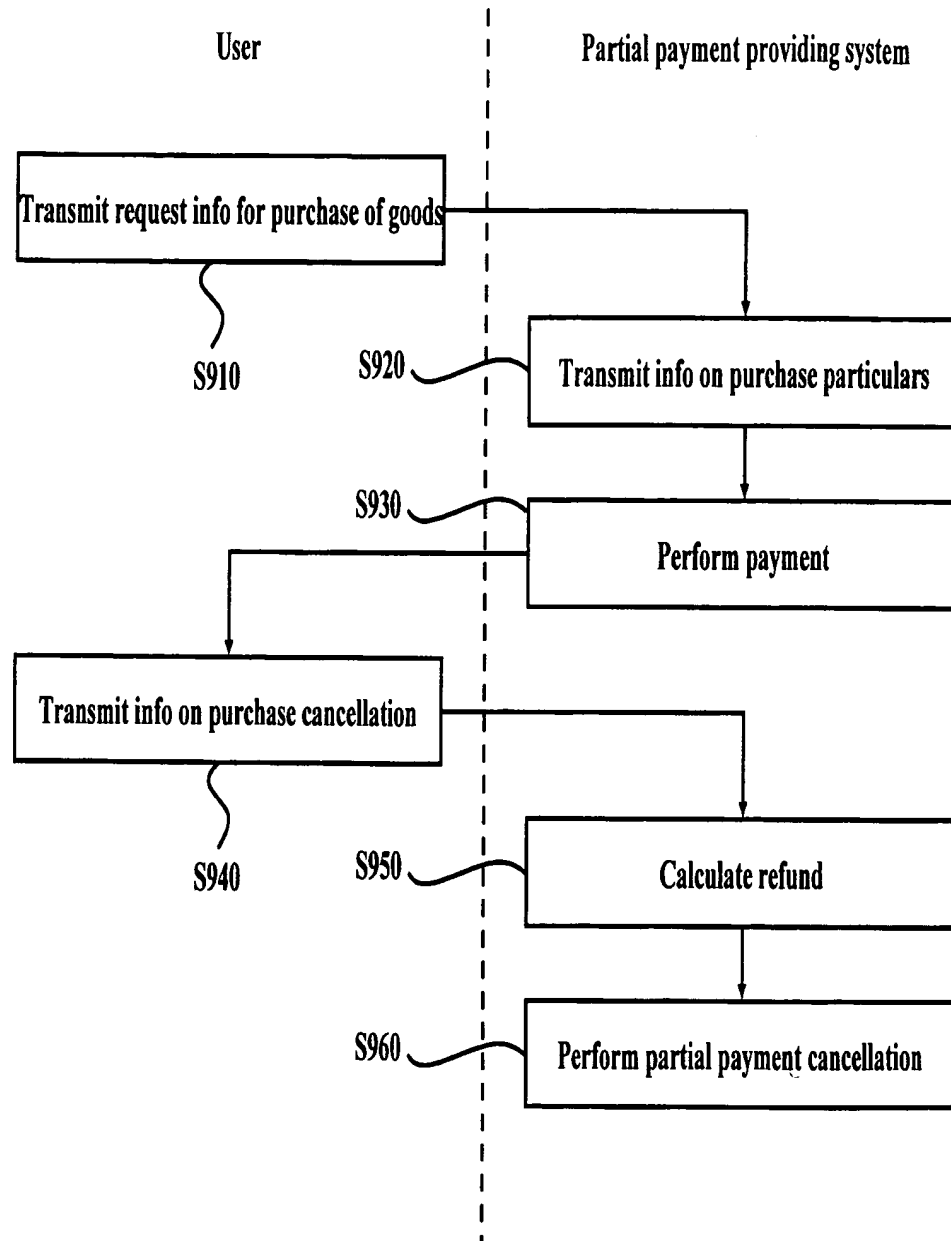 User
Partial payment providing system
Transmit request info for purchase of goods
S910
S920
Transmit info on purchase particulars
S930
Perform payment
Transmit info on purchase cancellation
S940
S950
Calculate refund
S960
Perform partial payment cancellation